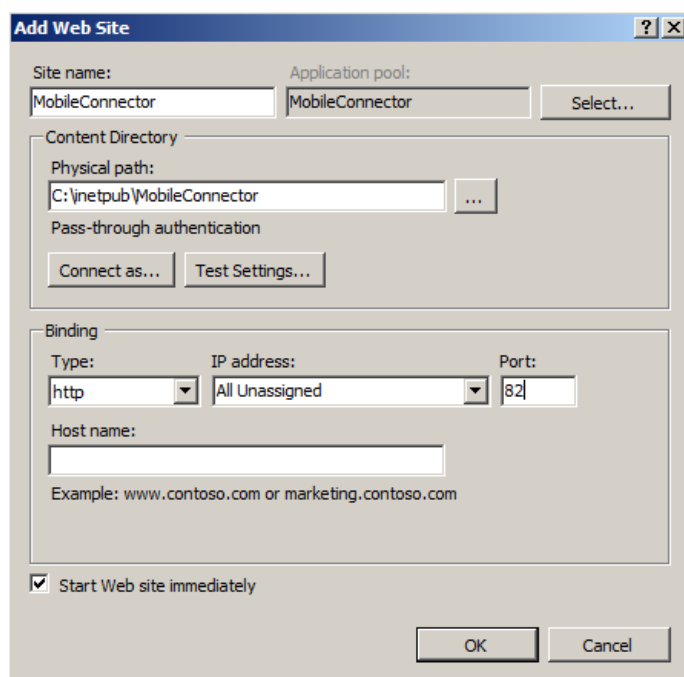 Add Web Site
Site name:
Application pool:
MobileConnector
MobileConnector
Select...
Content Directory
Physical path:
C:\inetpub\MobileConnector
...
Pass-through authentication
Connect as...
Test Settings...
Binding
Type:
IP address:
Port:
http
All Unassigned
82
Host name:
Example: www.contoso.com or marketing.contoso.com
Start Web site immediately
OK
Cancel